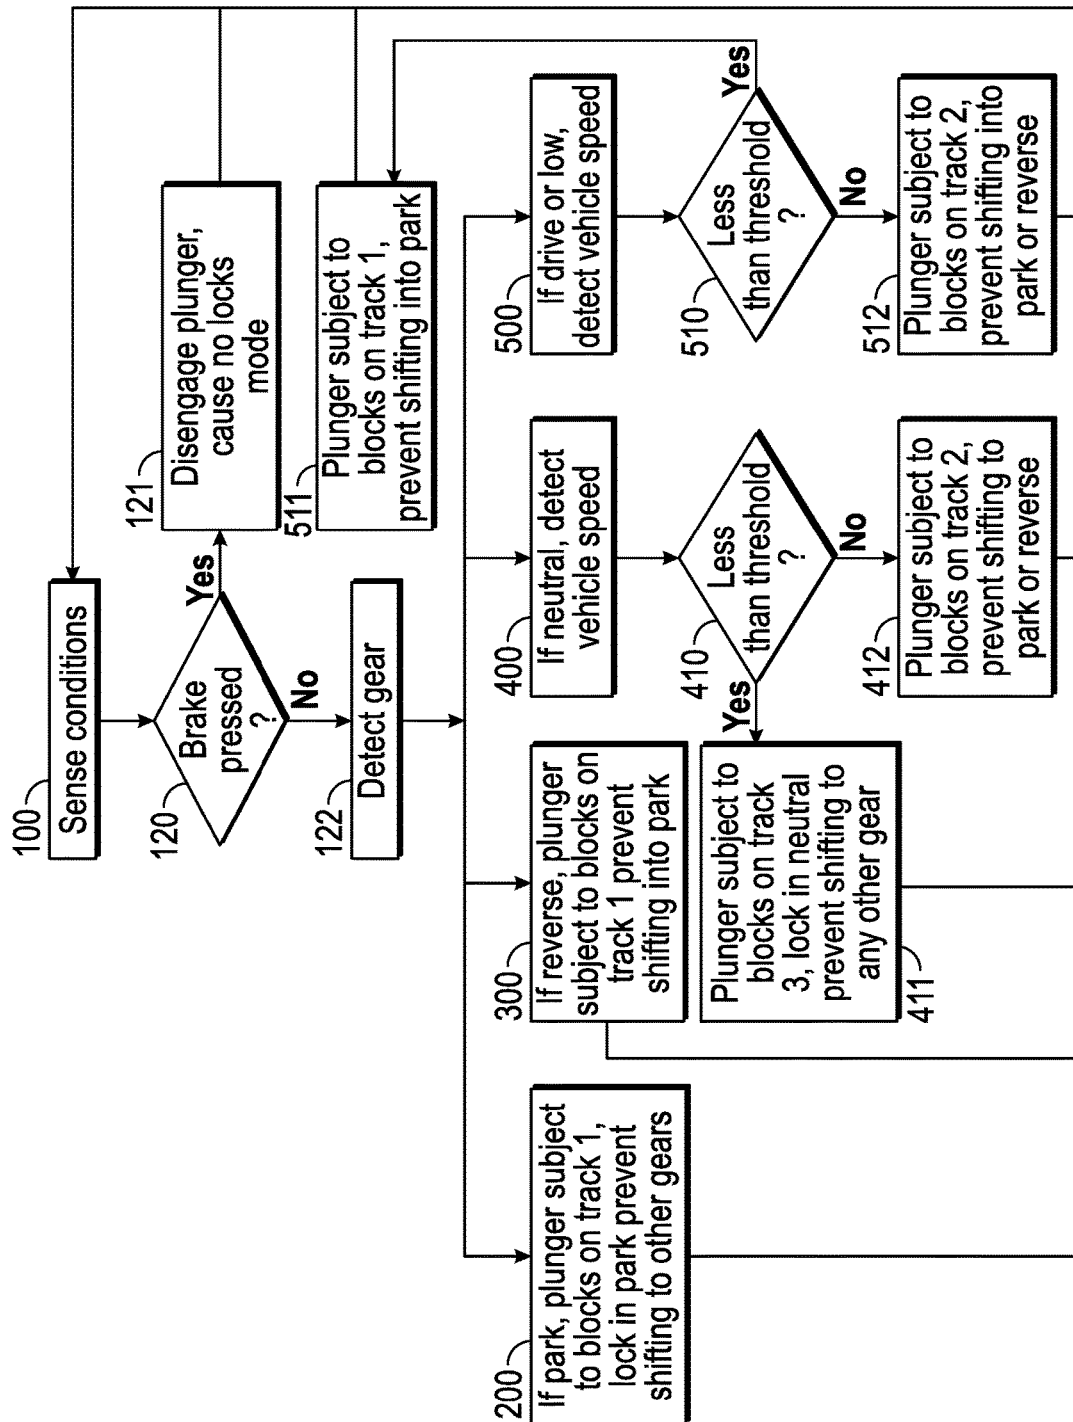 100
Sense conditions
120
Brake
pressed
?
Yes
No
121
Disengage plunger,
cause no locks
mode
122
Detect gear
511
Plunger subject to
blocks on track 1,
prevent shifting into park
200
If park, plunger subject
to blocks on track 1,
lock in park prevent
shifting to other gears
300
If reverse, plunger
subject to blocks on
track 1 prevent
shifting into park
400
If neutral, detect
vehicle speed
500
If drive or low,
detect vehicle speed
410
Less
than threshold
?
Yes
No
510
Less
than threshold
?
Yes
No
Plunger subject to
blocks on track
3, lock in neutral
prevent shifting to
any other gear
411
412
Plunger subject to
blocks on track 2,
prevent shifting to
park or reverse
512
Plunger subject to
blocks on track 2,
prevent shifting into
park or reverse